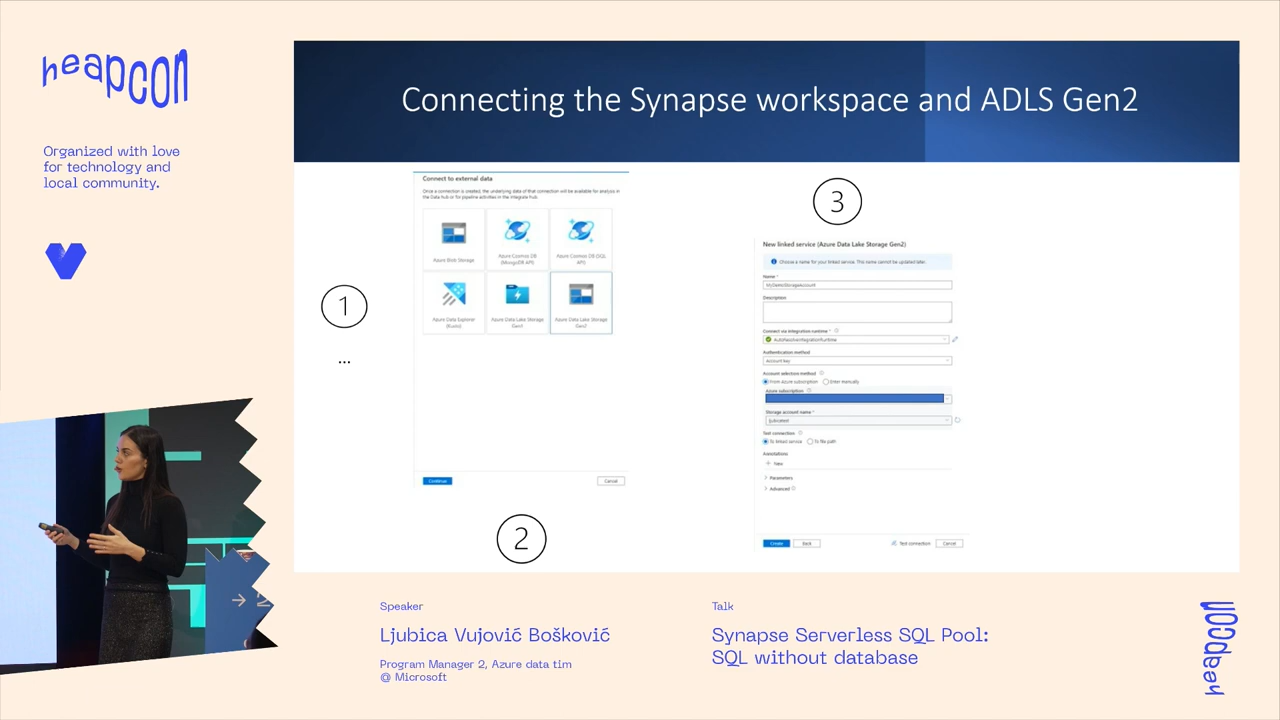 heapcon
Organized with love
for technology and
local community.
Connecting the Synapse workspace and ADLS Gen2
1
...
Connect to external data
Once a connection is created, the underlying data of that connection will be available for analysis in
the Data hub or for pipeline activities in the Integrate hub.
Azure Blob Storage
Azure Cosmos DB
(MongoDB API)
Azure Cosmos DB (SQL
API)
Azure Data Explorer
(Kusto)
Azure Data Lake Storage
Gen1
Azure Data Lake Storage
Gen2
Continue
Cancel
2
3
New linked service (Azure Data Lake Storage Gen2)
Choose a name for your linked service. This name cannot be updated later.
Name *
MyDemoStorageAccount
Description
Connect via integration runtime *
AutoResolveIntegrationRuntime
Authentication method
Account key
Account selection method
From Azure subscription
Enter manually
Azure subscription
Storage account name *
Test connection
To linked service
To file path
Annotations
New
Parameters
Advanced
Create
Back
Test connection
Cancel
Speaker
Ljubica Vujović Bošković
Program Manager 2, Azure data tim
@ Microsoft
Talk
Synapse Serverless SQL Pool:
SQL without database
heapcon